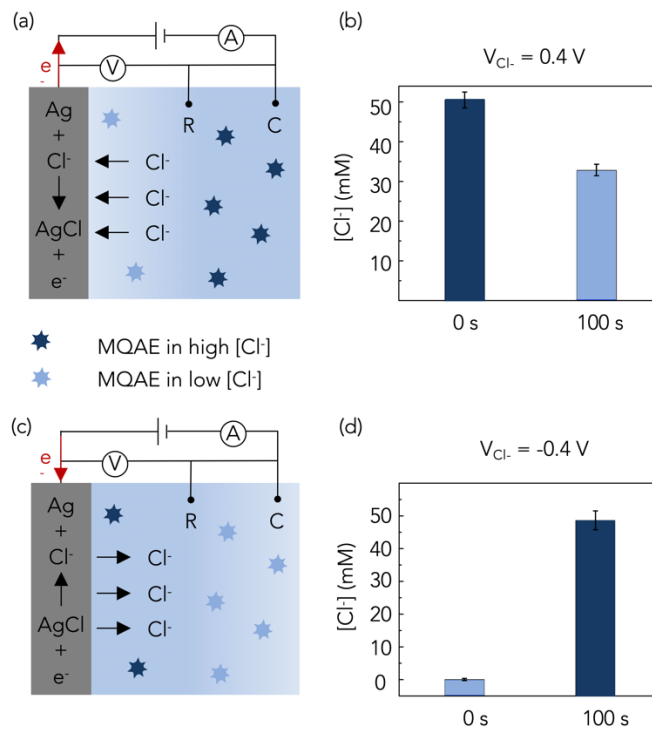 (a)
A
V
e
-
Ag
+
Cl-
AgCl
+
e-
Cl-
Cl-
Cl-
R
C
(b)
V Cl- = 0.4 V
[Cl-] (mM)
50
40
30
20
10
0 s
100 s
MQAE in high [Cl-]
MQAE in low [Cl-]
(c)
A
V
e
-
Ag
+
Cl-
AgCl
+
e-
Cl-
Cl-
Cl-
R
C
(d)
V Cl- = -0.4 V
[Cl-] (mM)
50
40
30
20
10
0
0 s
100 s